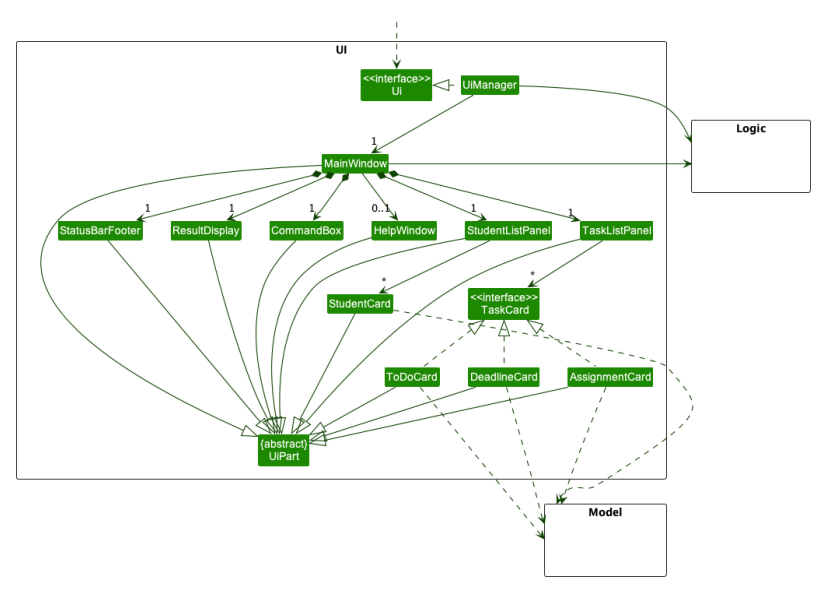 UI
<<interface>>
Ui
UiManager
Logic
1
MainWindow
1
1
1
0..1
1
1
StatusBarFooter
ResultDisplay
CommandBox
HelpWindow
StudentListPanel
TaskListPanel
*
*
StudentCard
<<interface>>
TaskCard
ToDoCard
DeadlineCard
AssignmentCard
{abstract}
UiPart
Model